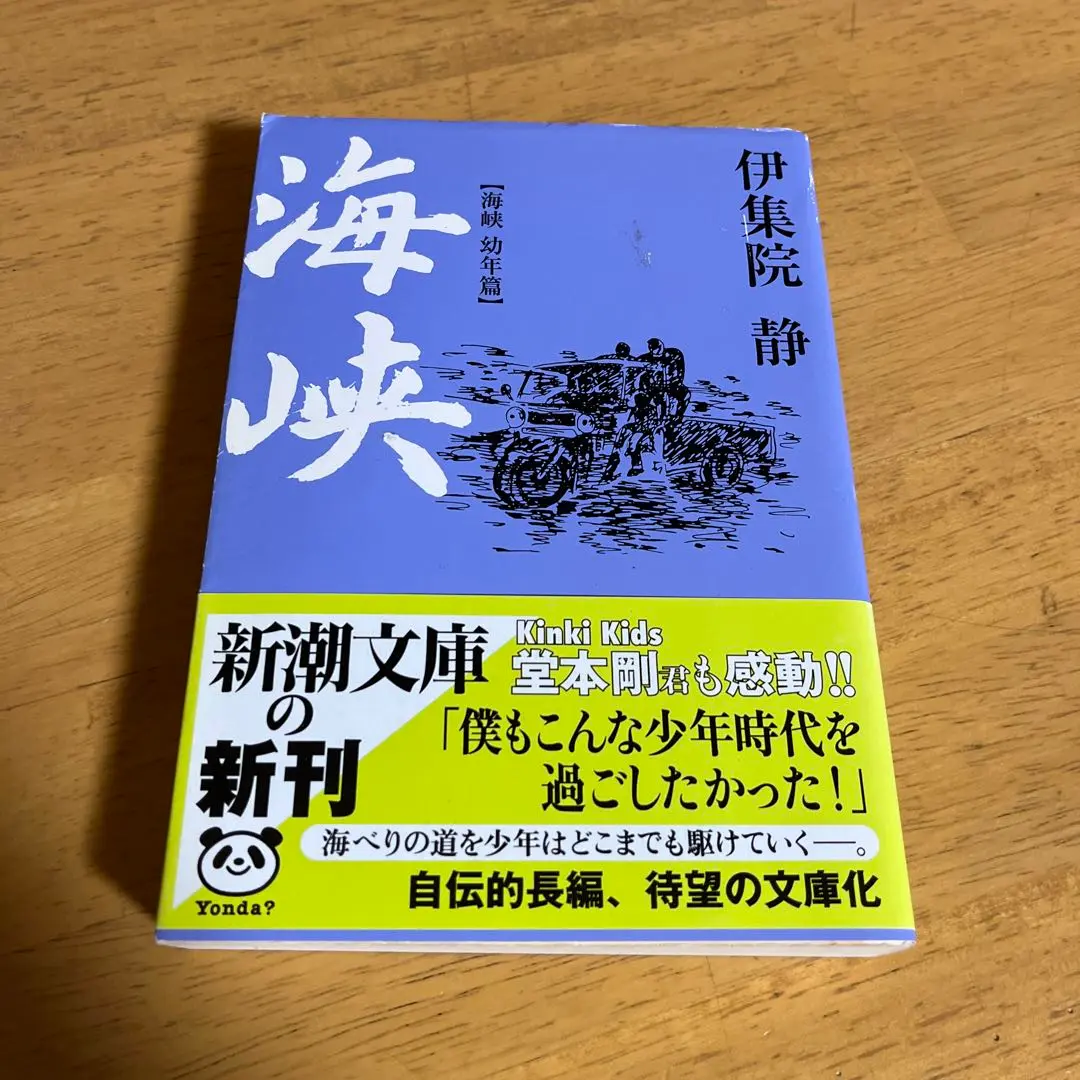 伊集院 静
【海峡 幼年篇】
海峡
新潮文庫
の
新刊
Yonda?
Kinki Kids
堂本剛君も感動!!
「僕もこんな少年時代を
過ごしたかった!」
海べりの道を少年はどこまでも駆けていく――。
自伝的長編、待望の文庫化